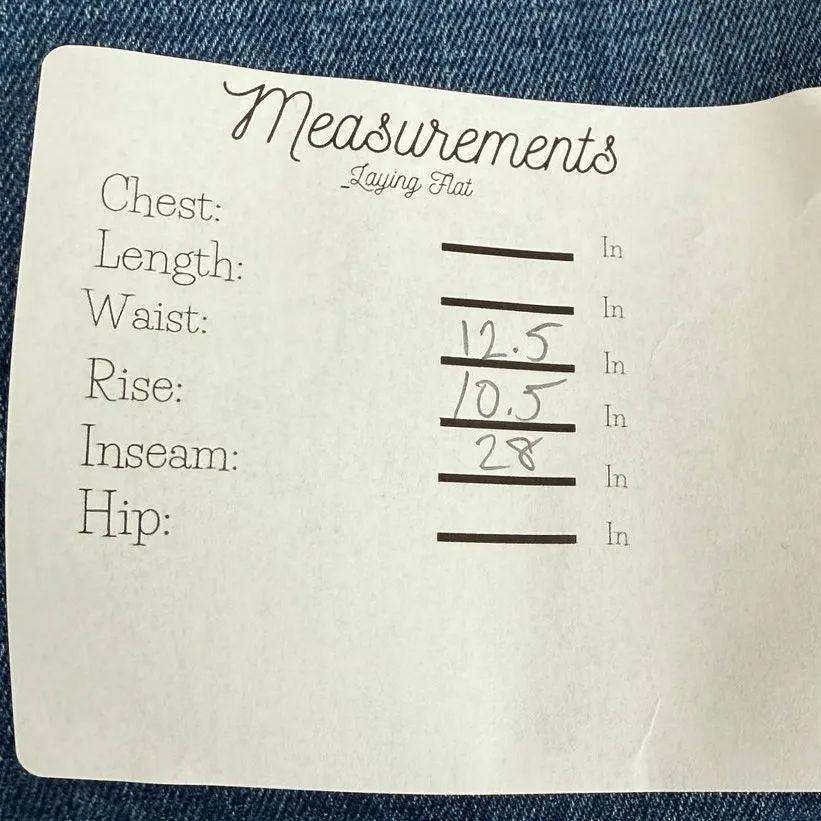 Measurements
Laying Flat
Chest: In
Length: In
Waist: 12.5 In
Rise: 10.5 In
Inseam: 28 In
Hip: In